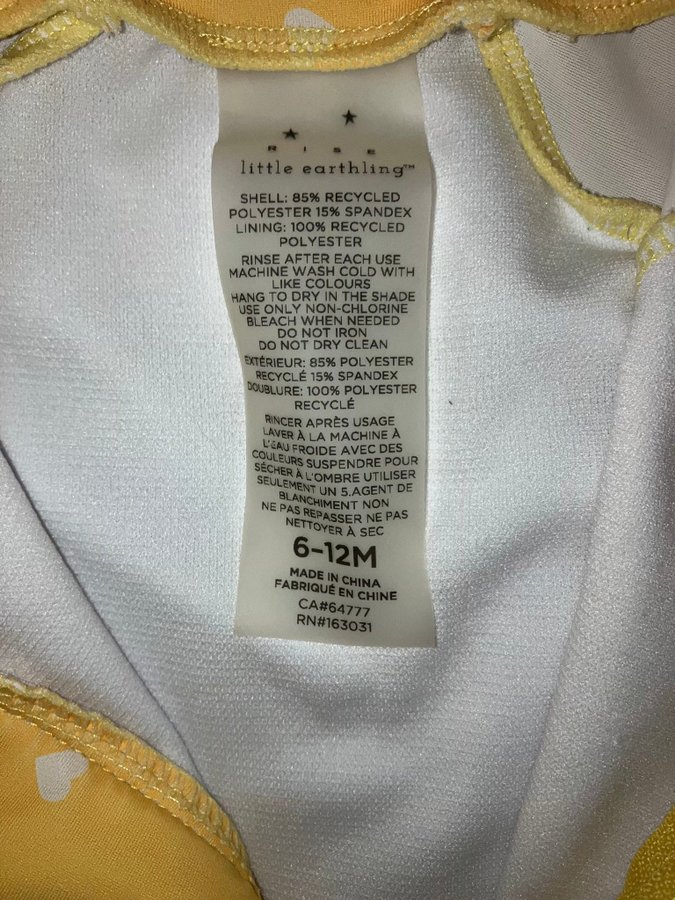 RISE
little earthling™
SHELL: 85% RECYCLED
POLYESTER 15% SPANDEX
LINING: 100% RECYCLED
POLYESTER
RINSE AFTER EACH USE
MACHINE WASH COLD WITH
LIKE COLOURS
HANG TO DRY IN THE SHADE
USE ONLY NON-CHLORINE
BLEACH WHEN NEEDED
DO NOT IRON
DO NOT DRY CLEAN
EXTÉRIEUR: 85% POLYESTER
RECYCLÉ 15% SPANDEX
DOUBLURE: 100% POLYESTER
RECYCLÉ
RINCER APRÈS USAGE
LAVER À LA MACHINE À
L'EAU FROIDE AVEC DES
COULEURS SUSPENDRE POUR
SÉCHER À L'OMBRE UTILISER
SEULEMENT UN 5.AGENT DE
BLANCHIMENT NON
NE PAS REPASSER NE PAS
NETTOYER À SEC
6-12M
MADE IN CHINA
FABRIQUÉ EN CHINE
CA#64777
RN#163031